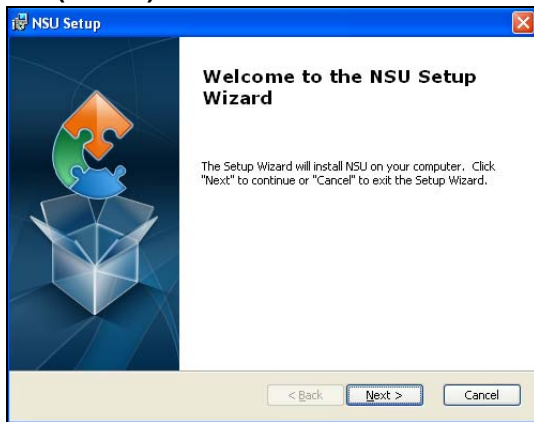 NSU Setup
Welcome to the NSU Setup
Wizard
The Setup Wizard will install NSU on your computer. Click
"Next" to continue or "Cancel" to exit the Setup Wizard.
< Back Next > Cancel